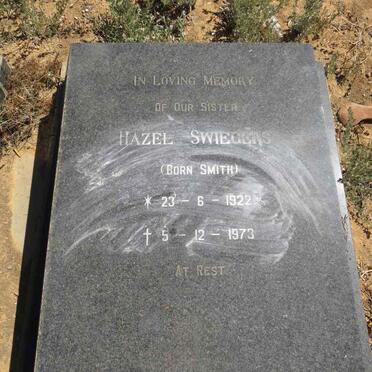 IN LOVING MEMORY
OF OUR SISTER
HAZEL SWIEGERS
(BORN SMITH)
* 23 - 6 - 1922
† 5 - 12 - 1973
AT REST